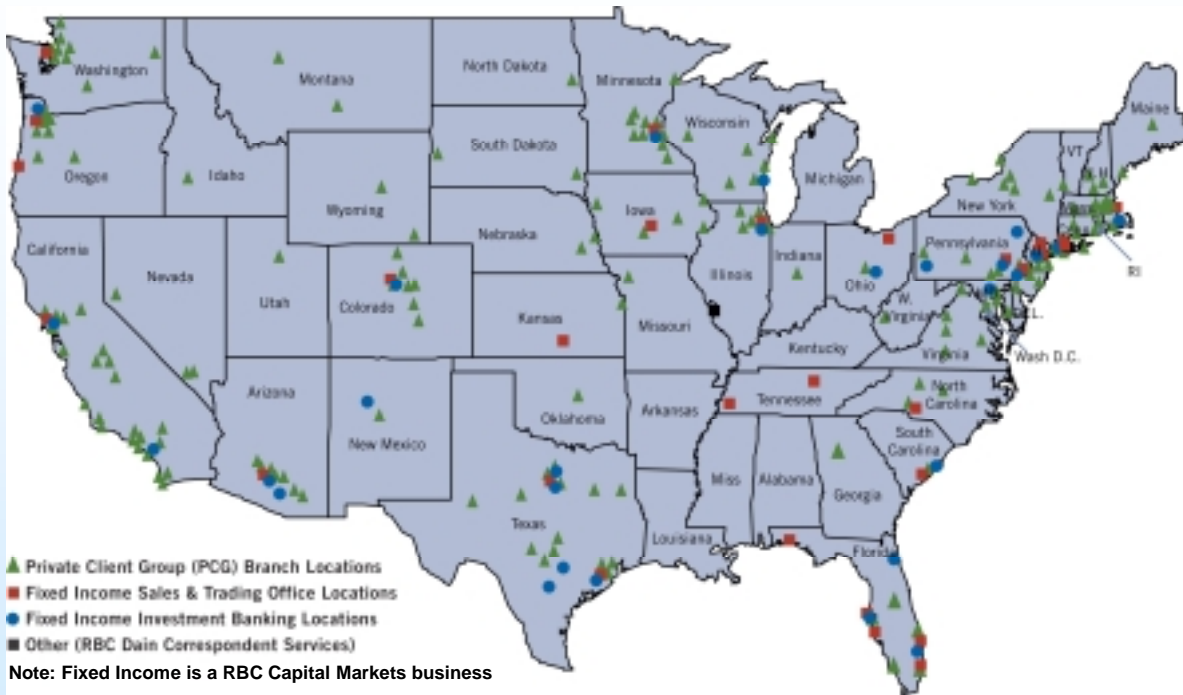 Washington
Montana
North Dakota
Minnesota
Maine
Wisconsin
South Dakota
VT
Michigan
Oregon
Idaho
Wyoming
New York
Iowa
Nebraska
Pennsylvania
California
Nevada
Utah
Colorado
Illinois
Indiana
Ohio
RI
W.
Virginia
Kansas
Missouri
Kentucky
Virginia
Wash D.C.
Arizona
New Mexico
Oklahoma
Arkansas
Tennessee
North
Carolina
South
Carolina
Miss
Alabama
Georgia
Texas
Louisiana
Florida
Private Client Group (PCG) Branch Locations
Fixed Income Sales & Trading Office Locations
Fixed Income Investment Banking Locations
Other (RBC Dain Correspondent Services)
Note: Fixed Income is a RBC Capital Markets business